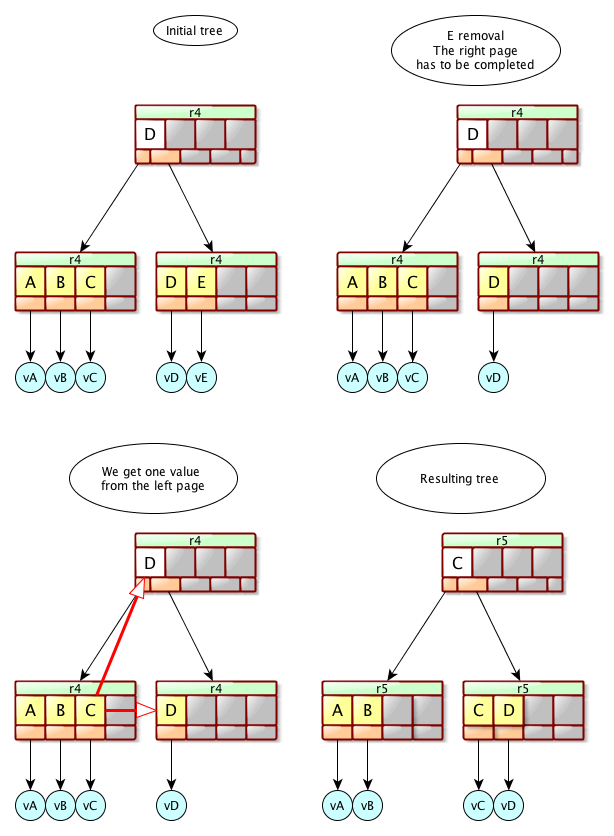 Initial tree
r4
D
r4
A B C
r4
D E
vA vB vC vD vE
E removal
The right page
has to be completed
r4
D
r4
A B C
r4
D
vA vB vC vD
We get one value
from the left page
r4
D
r4
A B C
r4
D
vA vB vC vD
Resulting tree
r5
C
r5
A B
r5
C D
vA vB vC vD